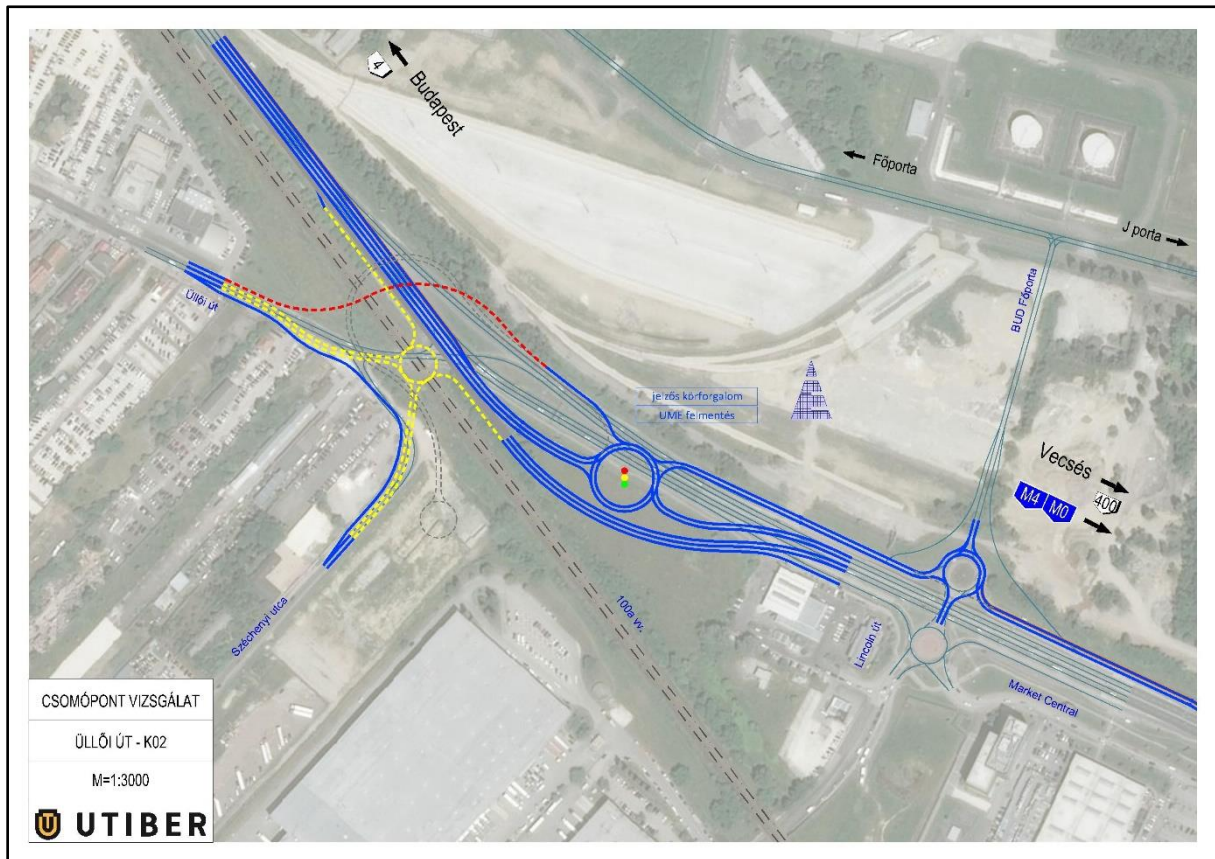 4
Budapest
Főporta
J porta
BUD Főporta
Üllői út
jelzős körforgalom
UME felmentés
Vecsés
M4 M0 400
Széchenyi utca
100a vv.
Lincoln út
Market Central
CSOMÓPONT VIZSGÁLAT
ÜLLŐI ÚT - K02
M=1:3000
UTIBER